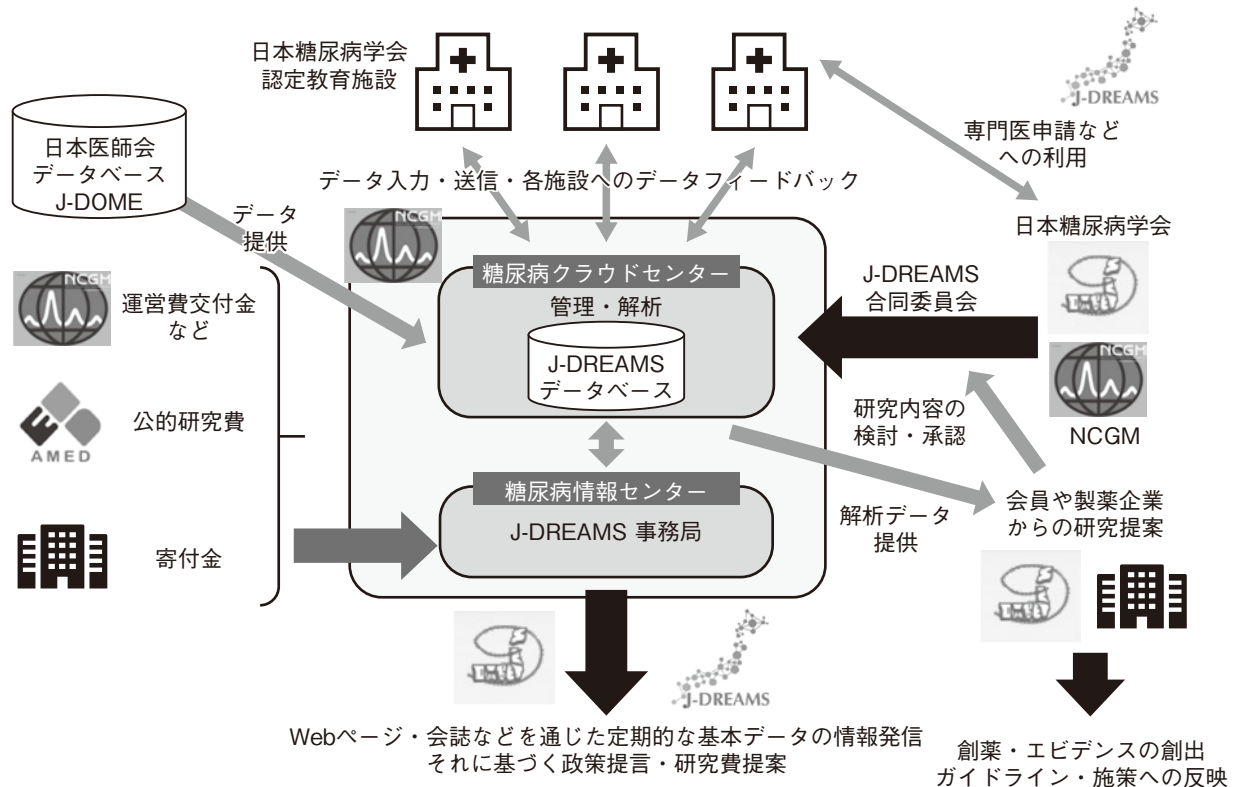 日本糖尿病学会
認定教育施設
J-DREAMS
専門医申請など
への利用
日本医師会
データベース
J-DOME
データ入力・送信・各施設へのデータフィードバック
データ
提供
NCGM
日本糖尿病学会
糖尿病クラウドセンター
管理・解析
J-DREAMS
データベース
J-DREAMS
合同委員会
NCGM
運営費交付金
など
NCGM
NCGM
研究内容の
検討・承認
AMED
公的研究費
糖尿病情報センター
J-DREAMS 事務局
解析データ
提供
会員や製薬企業
からの研究提案
寄付金
J-DREAMS
Webページ・会誌などを通じた定期的な基本データの情報発信
それに基づく政策提言・研究費提案
創薬・エビデンスの創出
ガイドライン・施策への反映